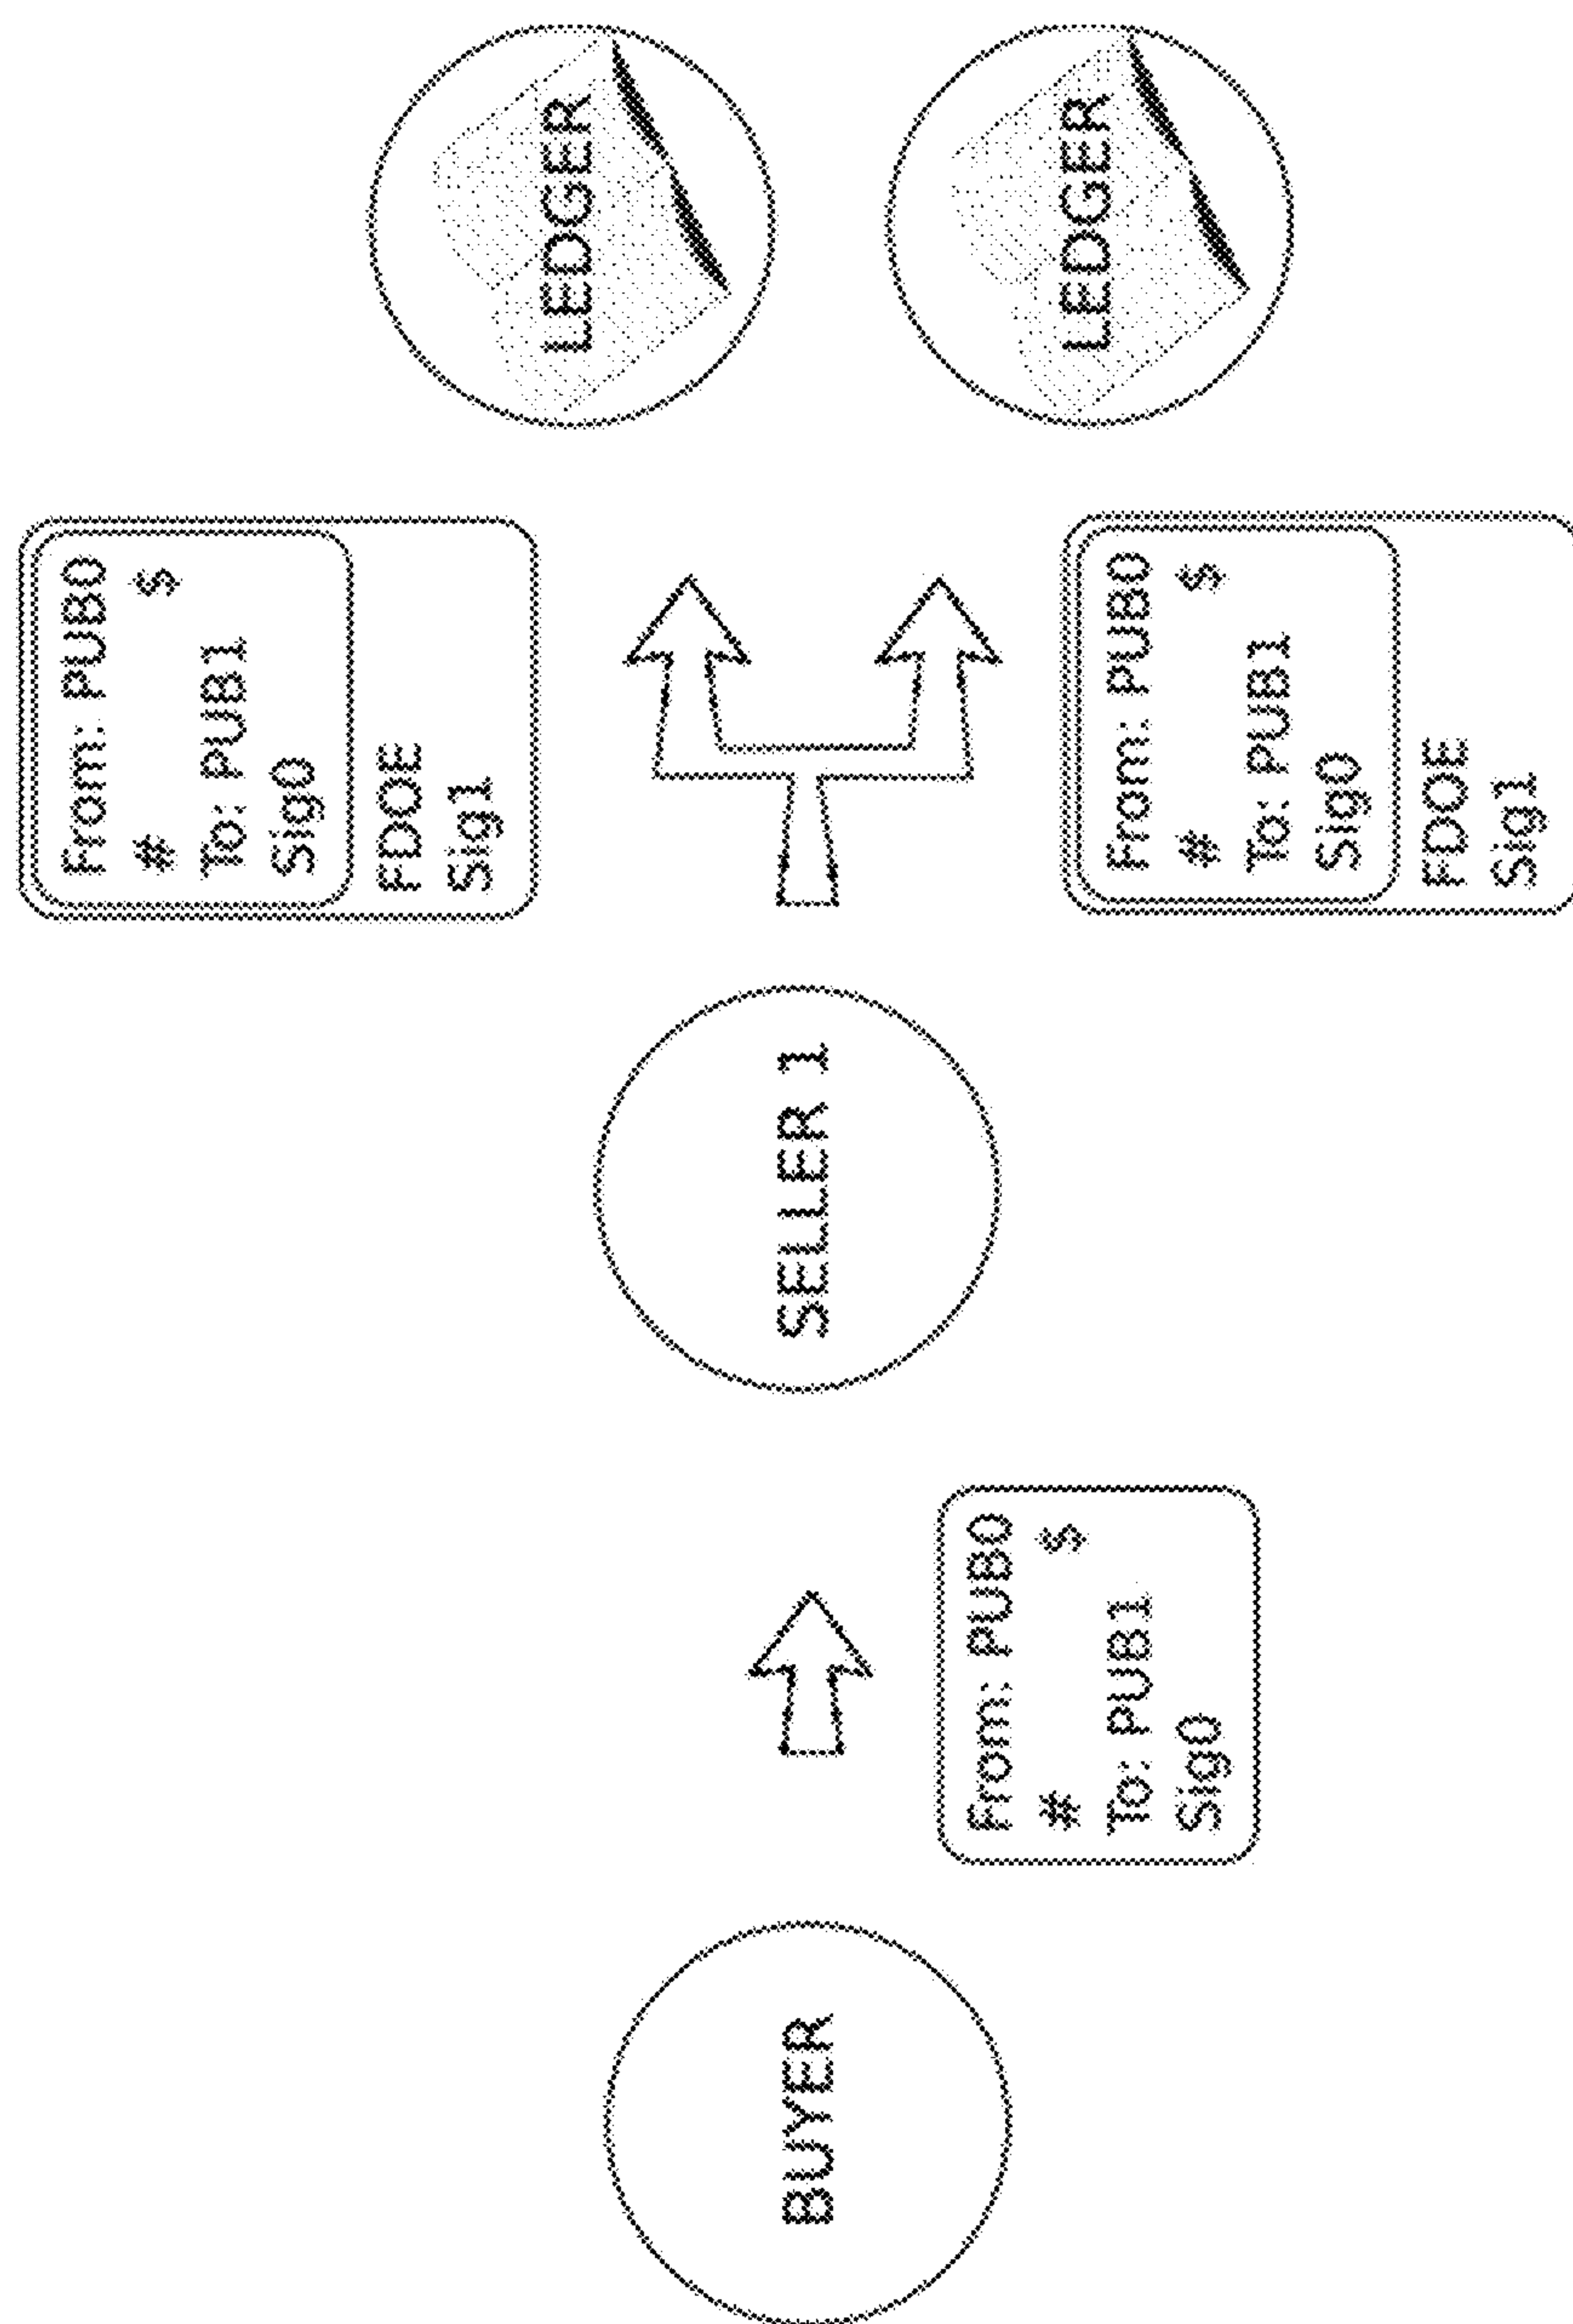 BUYER
From: PUB0
# $
To: PUB1
Sig0
SELLER 1
From: PUB0
# $
To: PUB1
Sig0
FDOE
Sig1
From: PUB0
# $
To: PUB1
Sig0
FDOE
Sig1
LEDGER
LEDGER